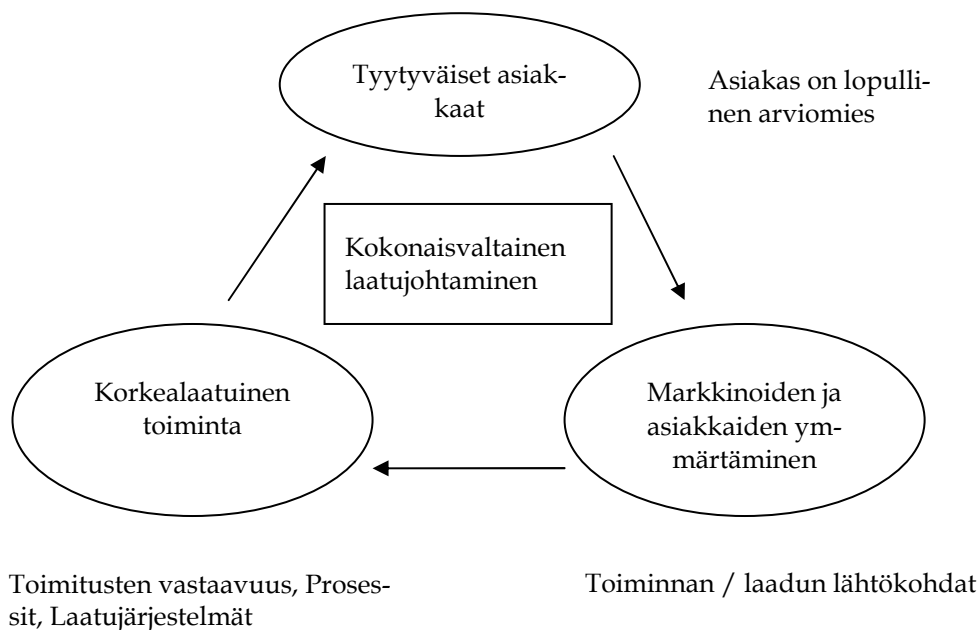 Tyytyväiset asiak-
kaat
Asiakas on lopulli-
nen arviomies
Kokonaisvaltainen
laatujohtaminen
Korkealaatuinen
toiminta
Markkinoiden ja
asiakkaiden ym-
märtäminen
Toimitusten vastaavuus, Proses-
sit, Laatujärjestelmät
Toiminnan / laadun lähtökohdat